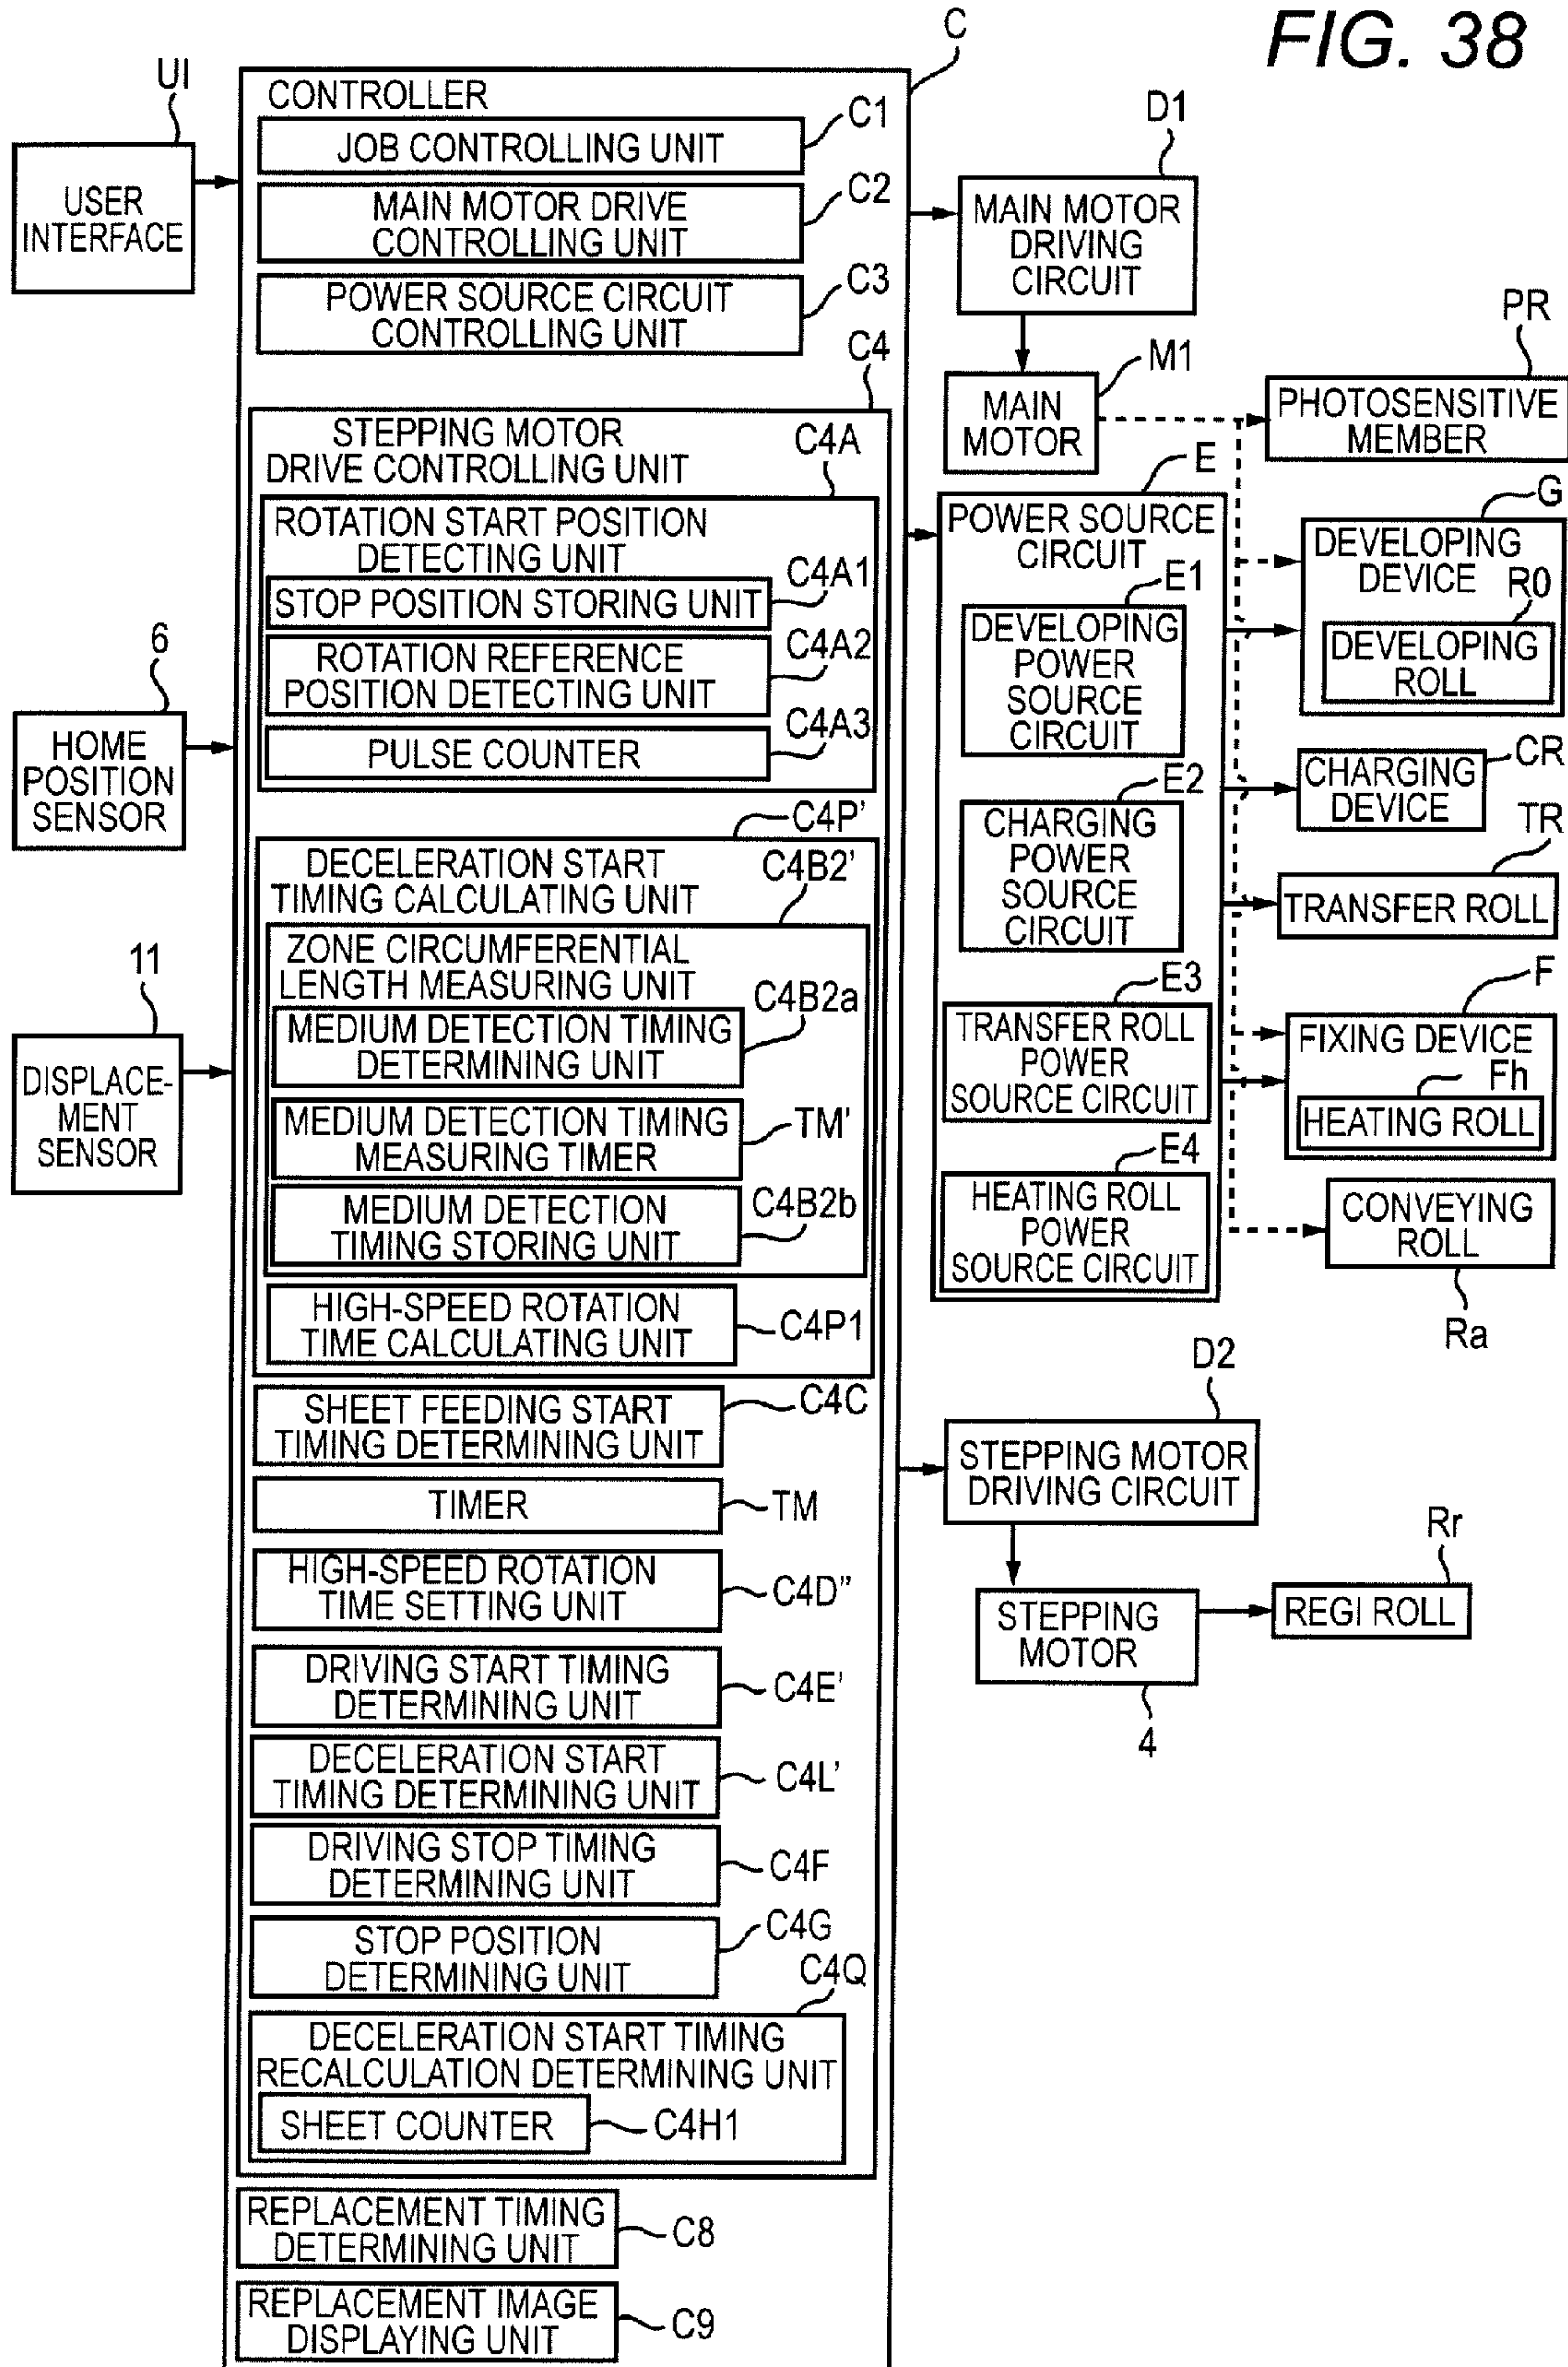 FIG. 38
C
UI
CONTROLLER
C1
JOB CONTROLLING UNIT
USER
INTERFACE
C2
MAIN MOTOR DRIVE
CONTROLLING UNIT
C3
POWER SOURCE CIRCUIT
CONTROLLING UNIT
C4
STEPPING MOTOR
DRIVE CONTROLLING UNIT
C4A
ROTATION START POSITION
DETECTING UNIT
C4A1
STOP POSITION STORING UNIT
6
HOME
POSITION
SENSOR
C4A2
ROTATION REFERENCE
POSITION DETECTING UNIT
C4A3
PULSE COUNTER
C4P'
DECELERATION START
TIMING CALCULATING UNIT
C4B2'
ZONE CIRCUMFERENTIAL
LENGTH MEASURING UNIT
11
DISPLACE-
MENT
SENSOR
C4B2a
MEDIUM DETECTION TIMING
DETERMINING UNIT
MEDIUM DETECTION TIMING
MEASURING TIMER
TM'
C4B2b
MEDIUM DETECTION
TIMING STORING UNIT
HIGH-SPEED ROTATION
TIME CALCULATING UNIT
C4P1
SHEET FEEDING START
TIMING DETERMINING UNIT
C4C
TIMER
TM
HIGH-SPEED ROTATION
TIME SETTING UNIT
C4D"
DRIVING START TIMING
DETERMINING UNIT
C4E'
DECELERATION START
TIMING DETERMINING UNIT
C4L'
DRIVING STOP TIMING
DETERMINING UNIT
C4F
STOP POSITION
DETERMINING UNIT
C4G
C4Q
DECELERATION START TIMING
RECALCULATION DETERMINING UNIT
SHEET COUNTER
C4H1
REPLACEMENT TIMING
DETERMINING UNIT
C8
REPLACEMENT IMAGE
DISPLAYING UNIT
C9
D1
MAIN MOTOR
DRIVING
CIRCUIT
M1
MAIN
MOTOR
PR
PHOTOSENSITIVE
MEMBER
E
POWER SOURCE
CIRCUIT
E1
DEVELOPING
POWER
SOURCE
CIRCUIT
E2
CHARGING
POWER
SOURCE
CIRCUIT
E3
TRANSFER ROLL
POWER
SOURCE CIRCUIT
E4
HEATING ROLL
POWER
SOURCE CIRCUIT
G
DEVELOPING
DEVICE
R0
DEVELOPING
ROLL
CR
CHARGING
DEVICE
TR
TRANSFER ROLL
F
FIXING DEVICE
Fh
HEATING ROLL
CONVEYING
ROLL
Ra
D2
STEPPING MOTOR
DRIVING CIRCUIT
STEPPING
MOTOR
4
Rr
REGI ROLL